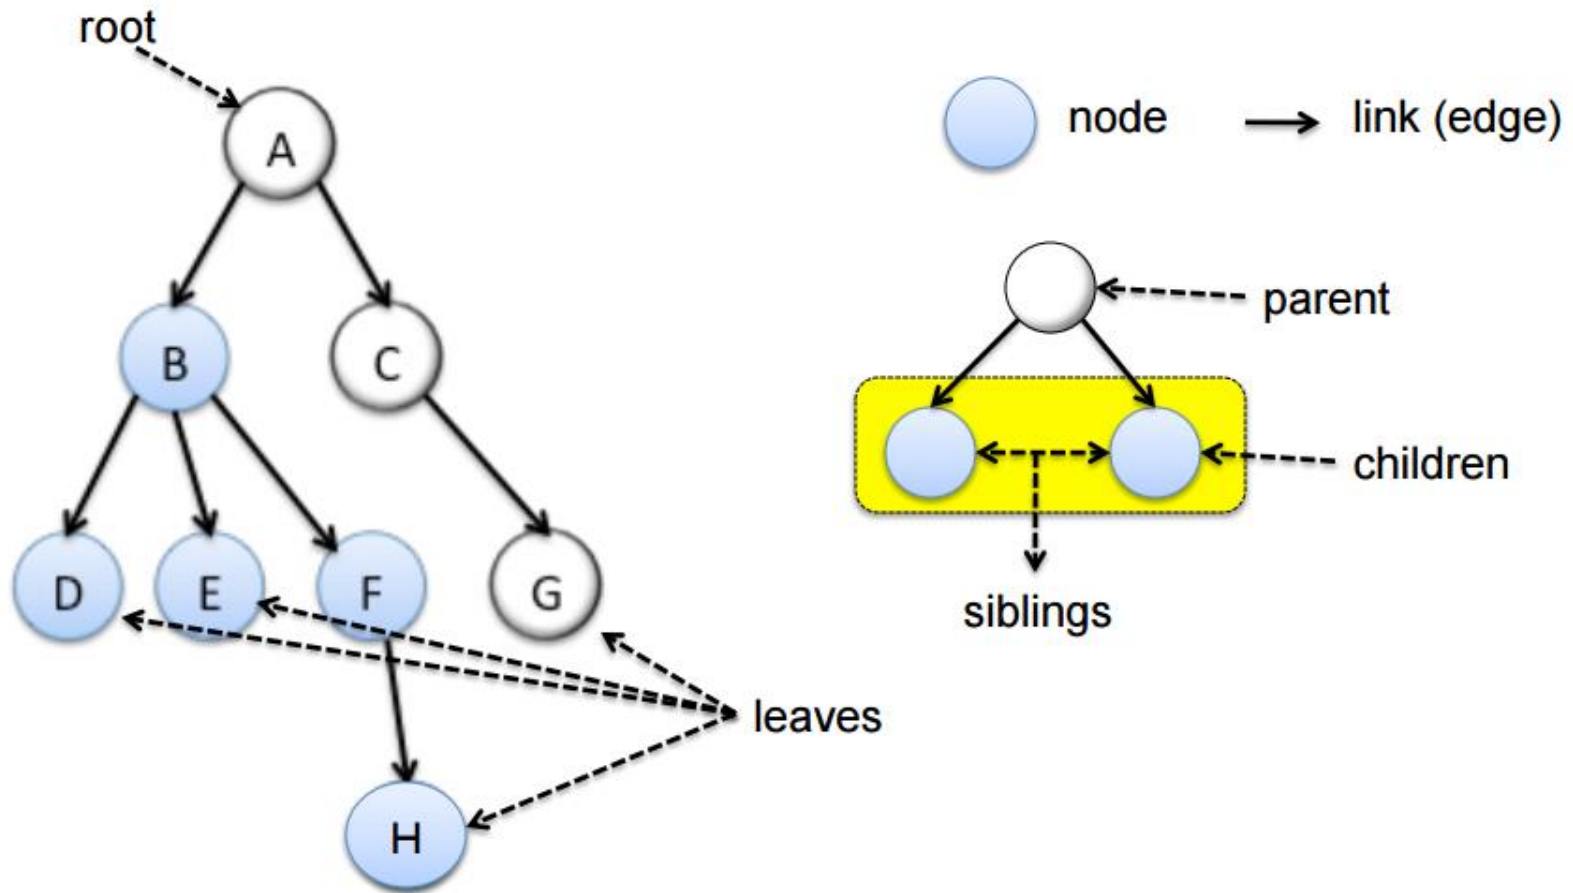 root
A
B
C
D
E
F
G
H
leaves
node
link (edge)
parent
children
siblings